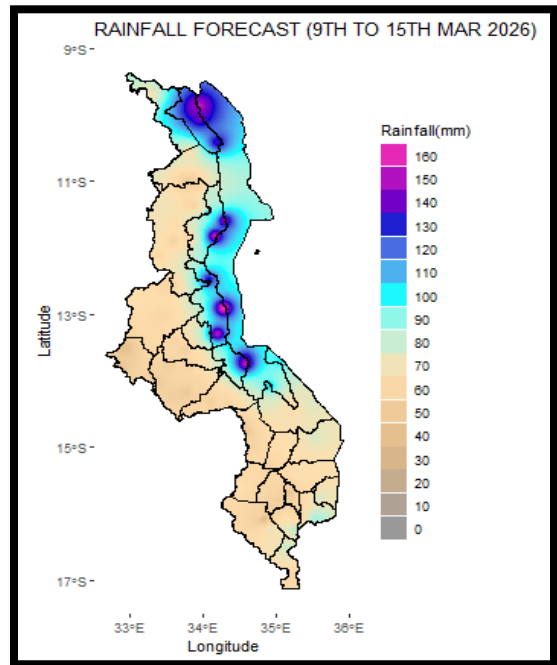 RAINFALL FORECAST (9TH TO 15TH MAR 2026)
9°S
11°S
13°S
15°S
17°S
Latitude
33°E 34°E 35°E 36°E
Longitude
Rainfall(mm)
160
150
140
130
120
110
100
90
80
70
60
50
40
30
20
10
0